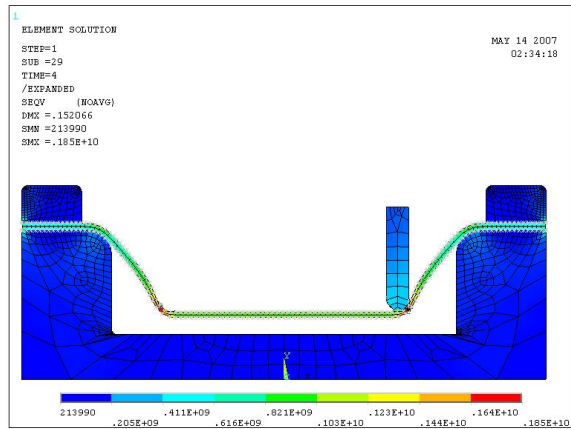 1
ELEMENT SOLUTION
STEP=1
SUB =29
TIME=4
/EXPANDED
SEQV (NOAVG)
DMX =.152066
SMN =213990
SMX =.185E+10
MAY 14 2007
02:34:18
Y
213990 .411E+09 .821E+09 .123E+10 .164E+10
.205E+09 .616E+09 .103E+10 .144E+10 .185E+10